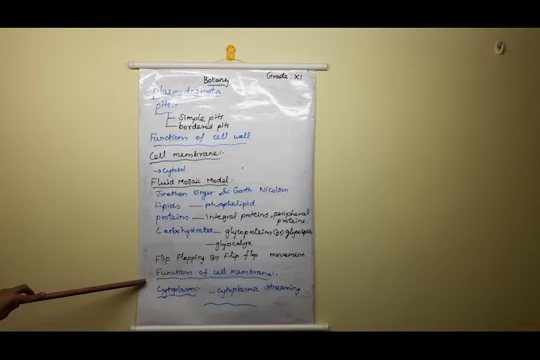 Botany Grade:- XI
Plasmodesmata
Pits:-
Simple pits
bordered pits
Functions of cell wall
Cell membrane:-
→ Cytosol
Fluid Mosaic Model:-
Jonathan Singer & Garth Nicolson
Lipids — phospholipid
proteins — Integral proteins, peripheral
proteins.
Carbohydrates — glycoproteins (or) glycolipids
— glycocalyx
Flip flopping (or) Flip flop movement
Functions of cell membrane:-
Cytoplasm:- — cytoplasmic streaming